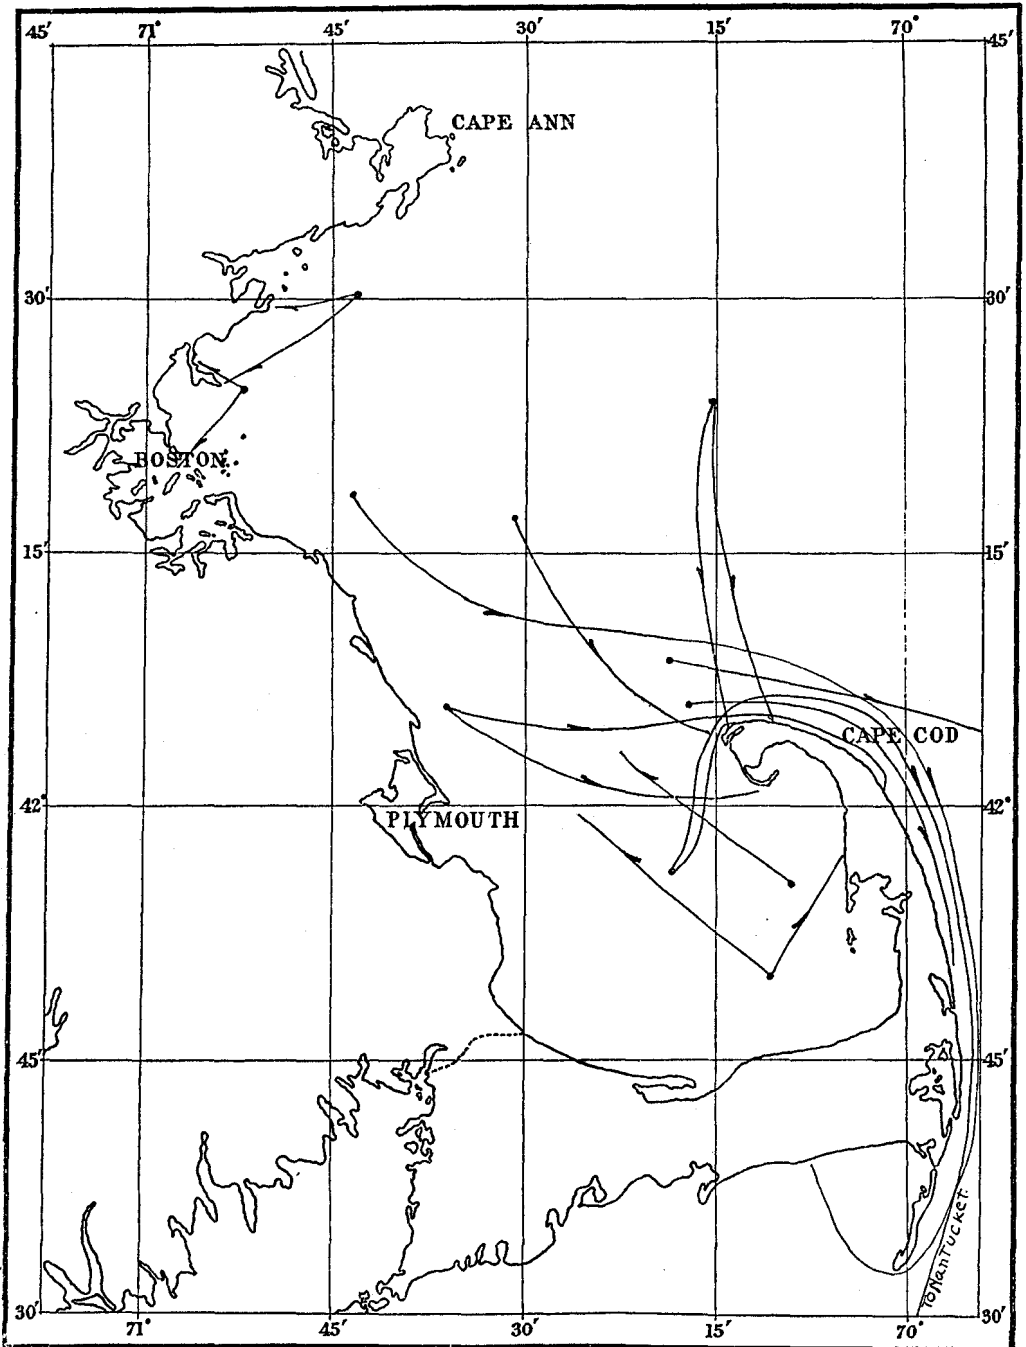 45′ 71° 45′ 30′ 15′ 70° 45′
CAPE ANN
30′ 30′
BOSTON
15′ 15′
CAPE COD
42°
PLYMOUTH
45′ 45′
TO NANTUCKET.
30′ 30′
71° 45′ 30′ 15′ 70°